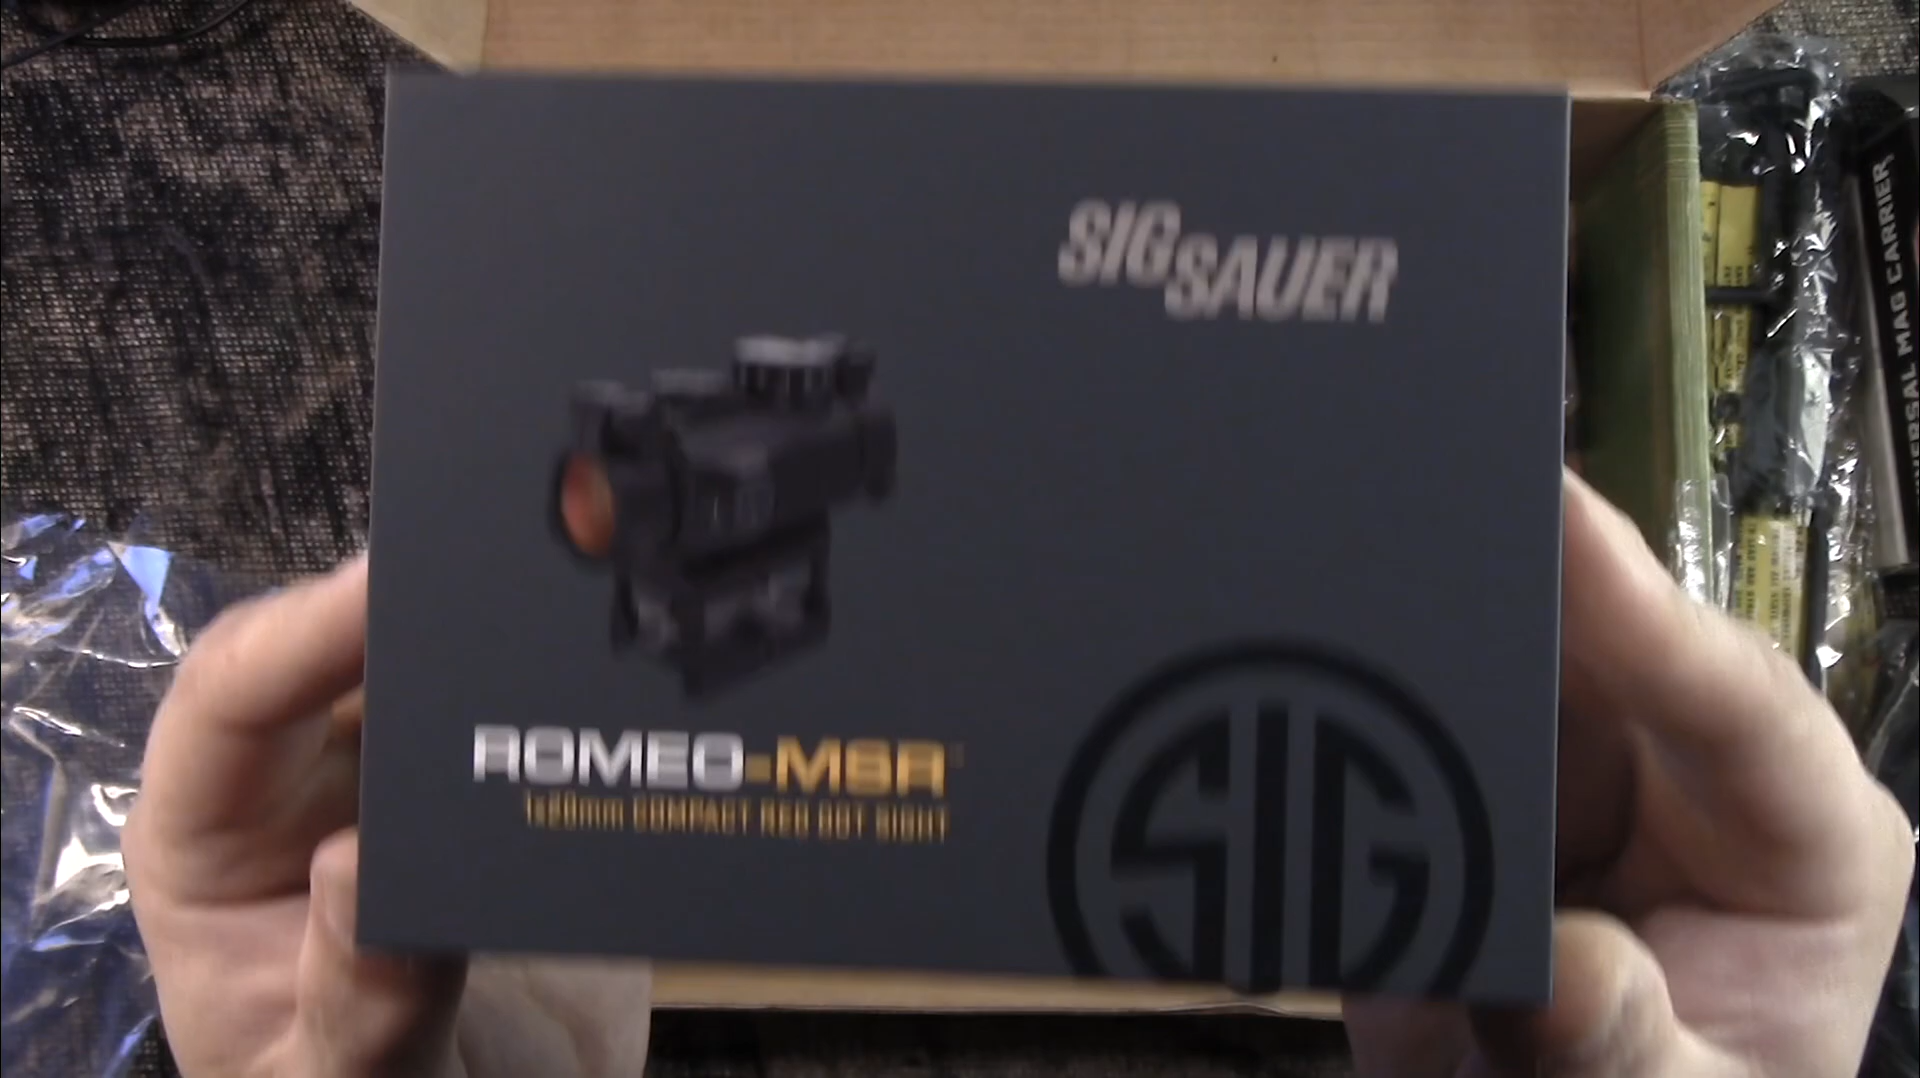 SIG SAUER
ROMEO-MSR
1x20mm COMPACT RED DOT SIGHT
SIG
UNIVERSAL MAG CARRIER